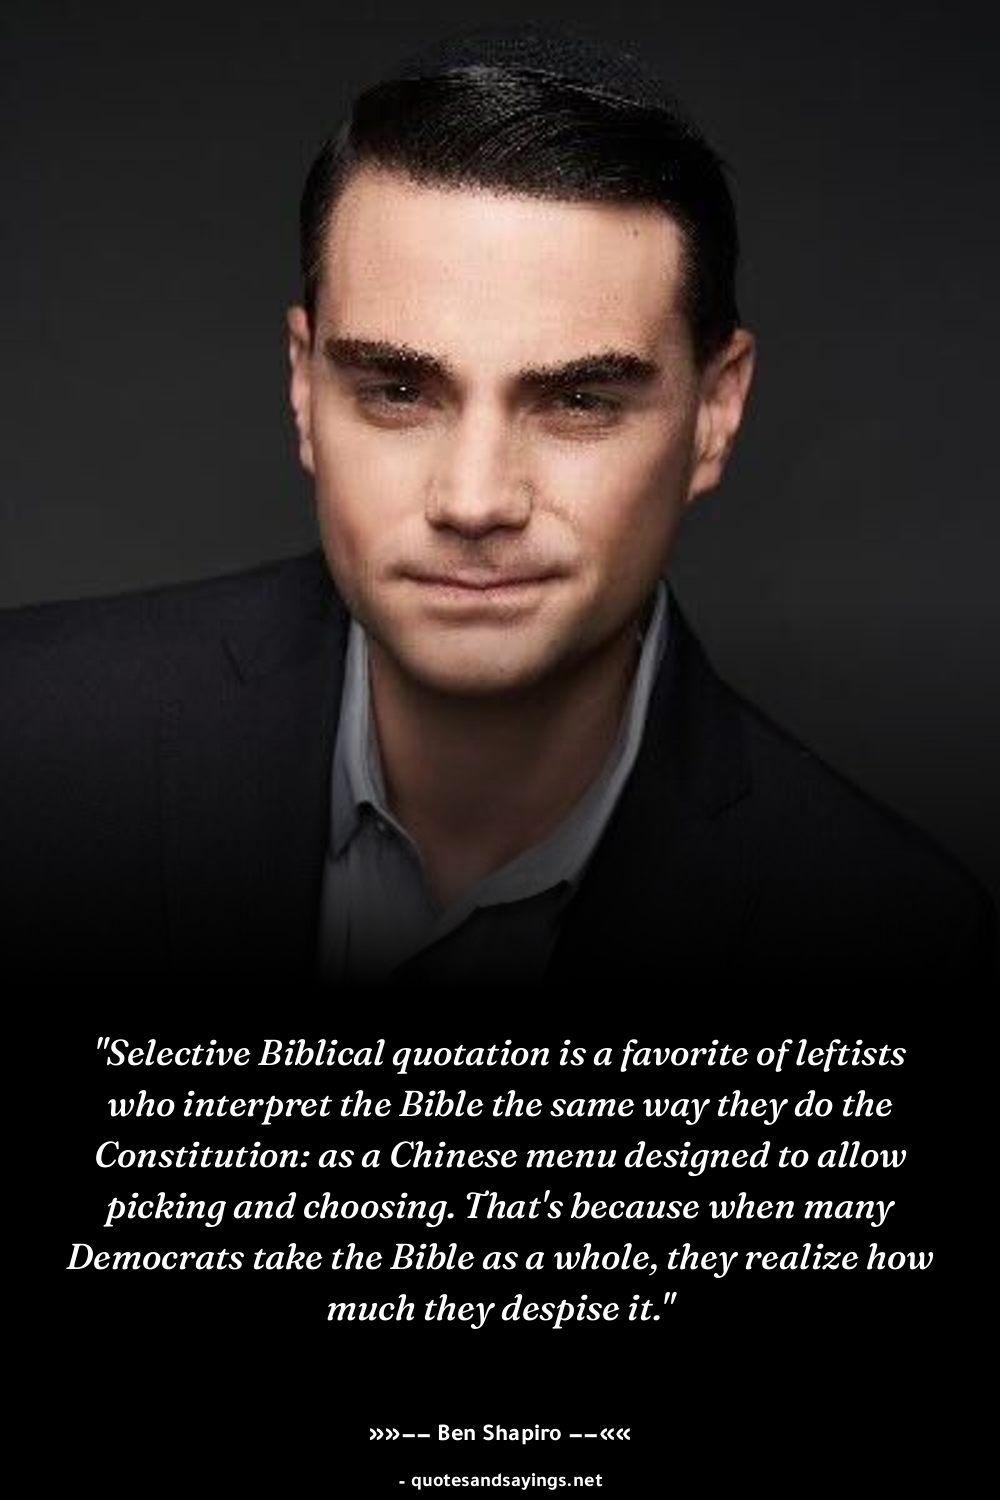 "Selective Biblical quotation is a favorite of leftists
who interpret the Bible the same way they do the
Constitution: as a Chinese menu designed to allow
picking and choosing. That's because when many
Democrats take the Bible as a whole, they realize how
much they despise it."
»»−− Ben Shapiro −−««
- quotesandsayings.net